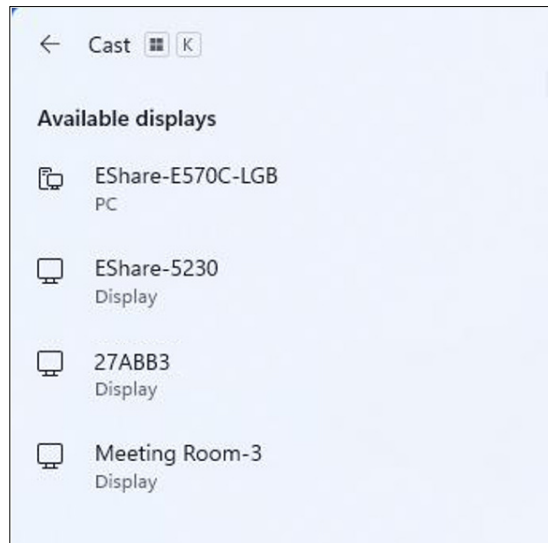 Cast K
Available displays
EShare-E570C-LGB
PC
EShare-5230
Display
27ABB3
Display
Meeting Room-3
Display